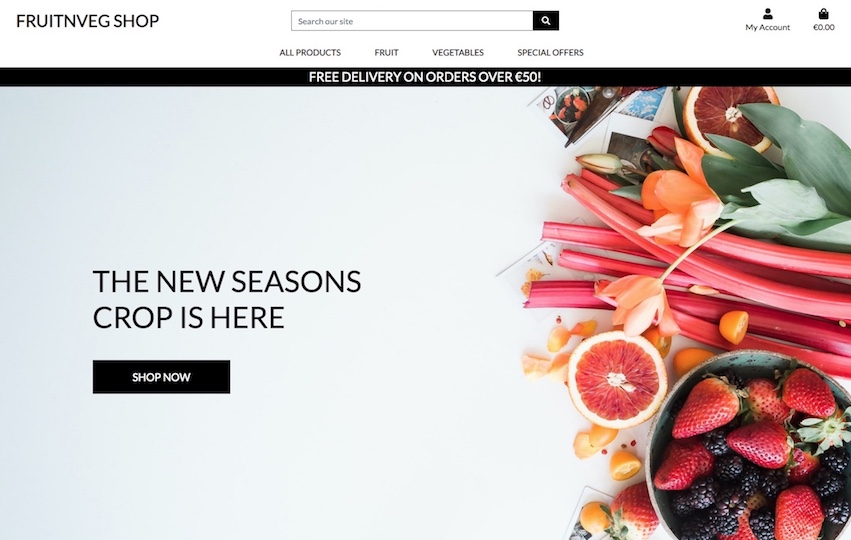 FRUITNVEG SHOP
Search our site
My Account
€0.00
ALL PRODUCTS FRUIT VEGETABLES SPECIAL OFFERS
FREE DELIVERY ON ORDERS OVER €50!
THE NEW SEASONS
CROP IS HERE
SHOP NOW